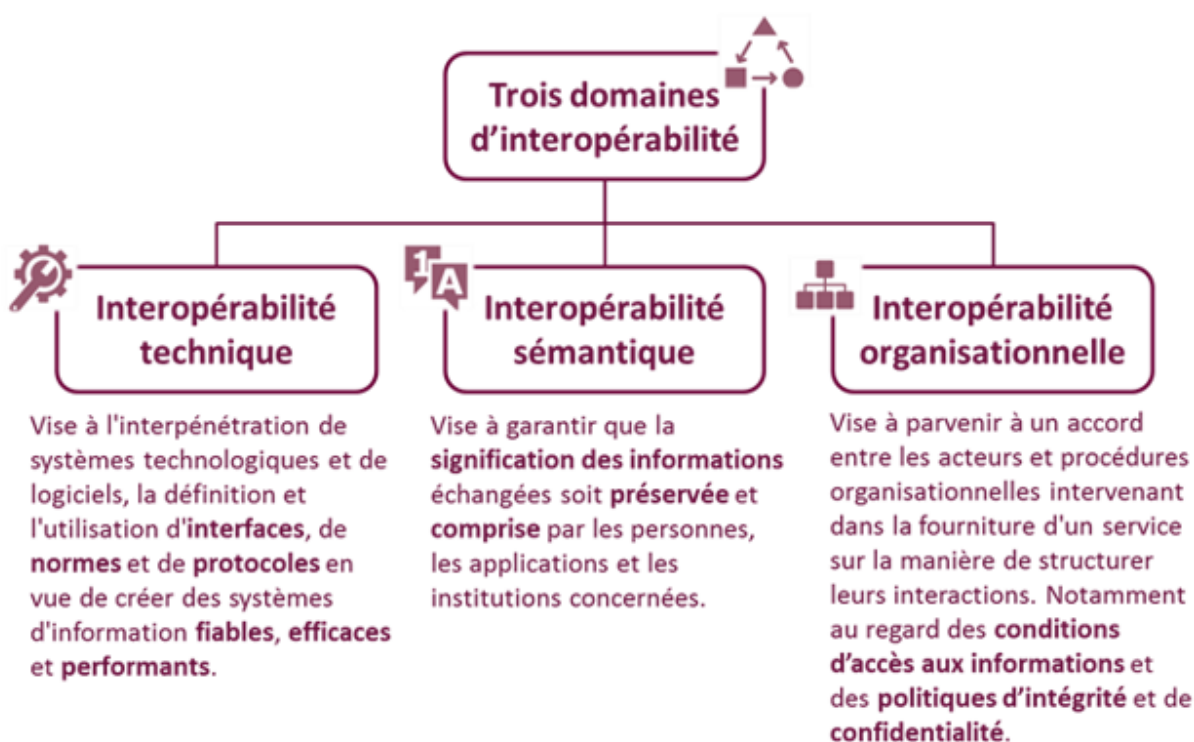 Trois domaines
d’interopérabilité
1
A
Interopérabilité
technique
Vise à l'interpénétration de
systèmes technologiques et de
logiciels, la définition et
l'utilisation d'interfaces, de
normes et de protocoles en
vue de créer des systèmes
d'information fiables, efficaces
et performants.
Interopérabilité
sémantique
Vise à garantir que la
signification des informations
échangées soit préservée et
comprise par les personnes,
les applications et les
institutions concernées.
Interopérabilité
organisationnelle
Vise à parvenir à un accord
entre les acteurs et procédures
organisationnelles intervenant
dans la fourniture d'un service
sur la manière de structurer
leurs interactions. Notamment
au regard des conditions
d’accès aux informations et
des politiques d’intégrité et de
confidentialité.